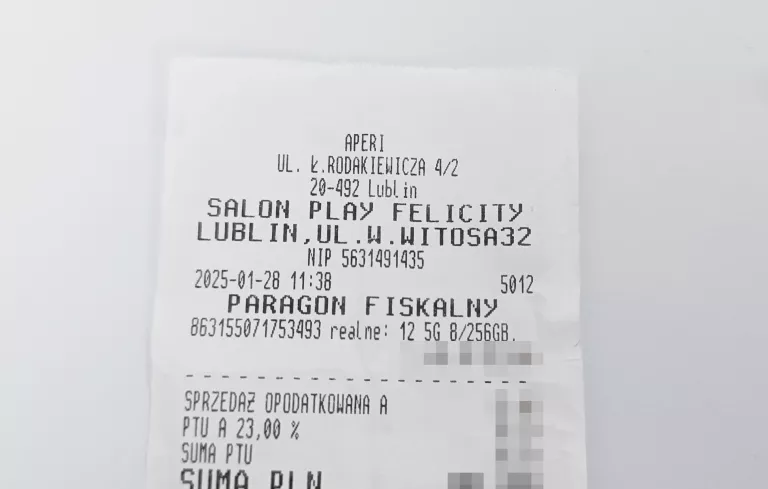 APERI
UL. Ł.RODAKIEWICZA 4/2
20-492 Lublin
SALON PLAY FELICITY
LUBLIN,UL.W.WITOSA32
NIP 5631491435
2025-01-28 11:38 5012
PARAGON FISKALNY
863155071753493 realne: 12 5G 8/256GB.
SPRZEDAŻ OPODATKOWANA A
PTU A 23,00 %
SUMA PTU
SUMA PLN